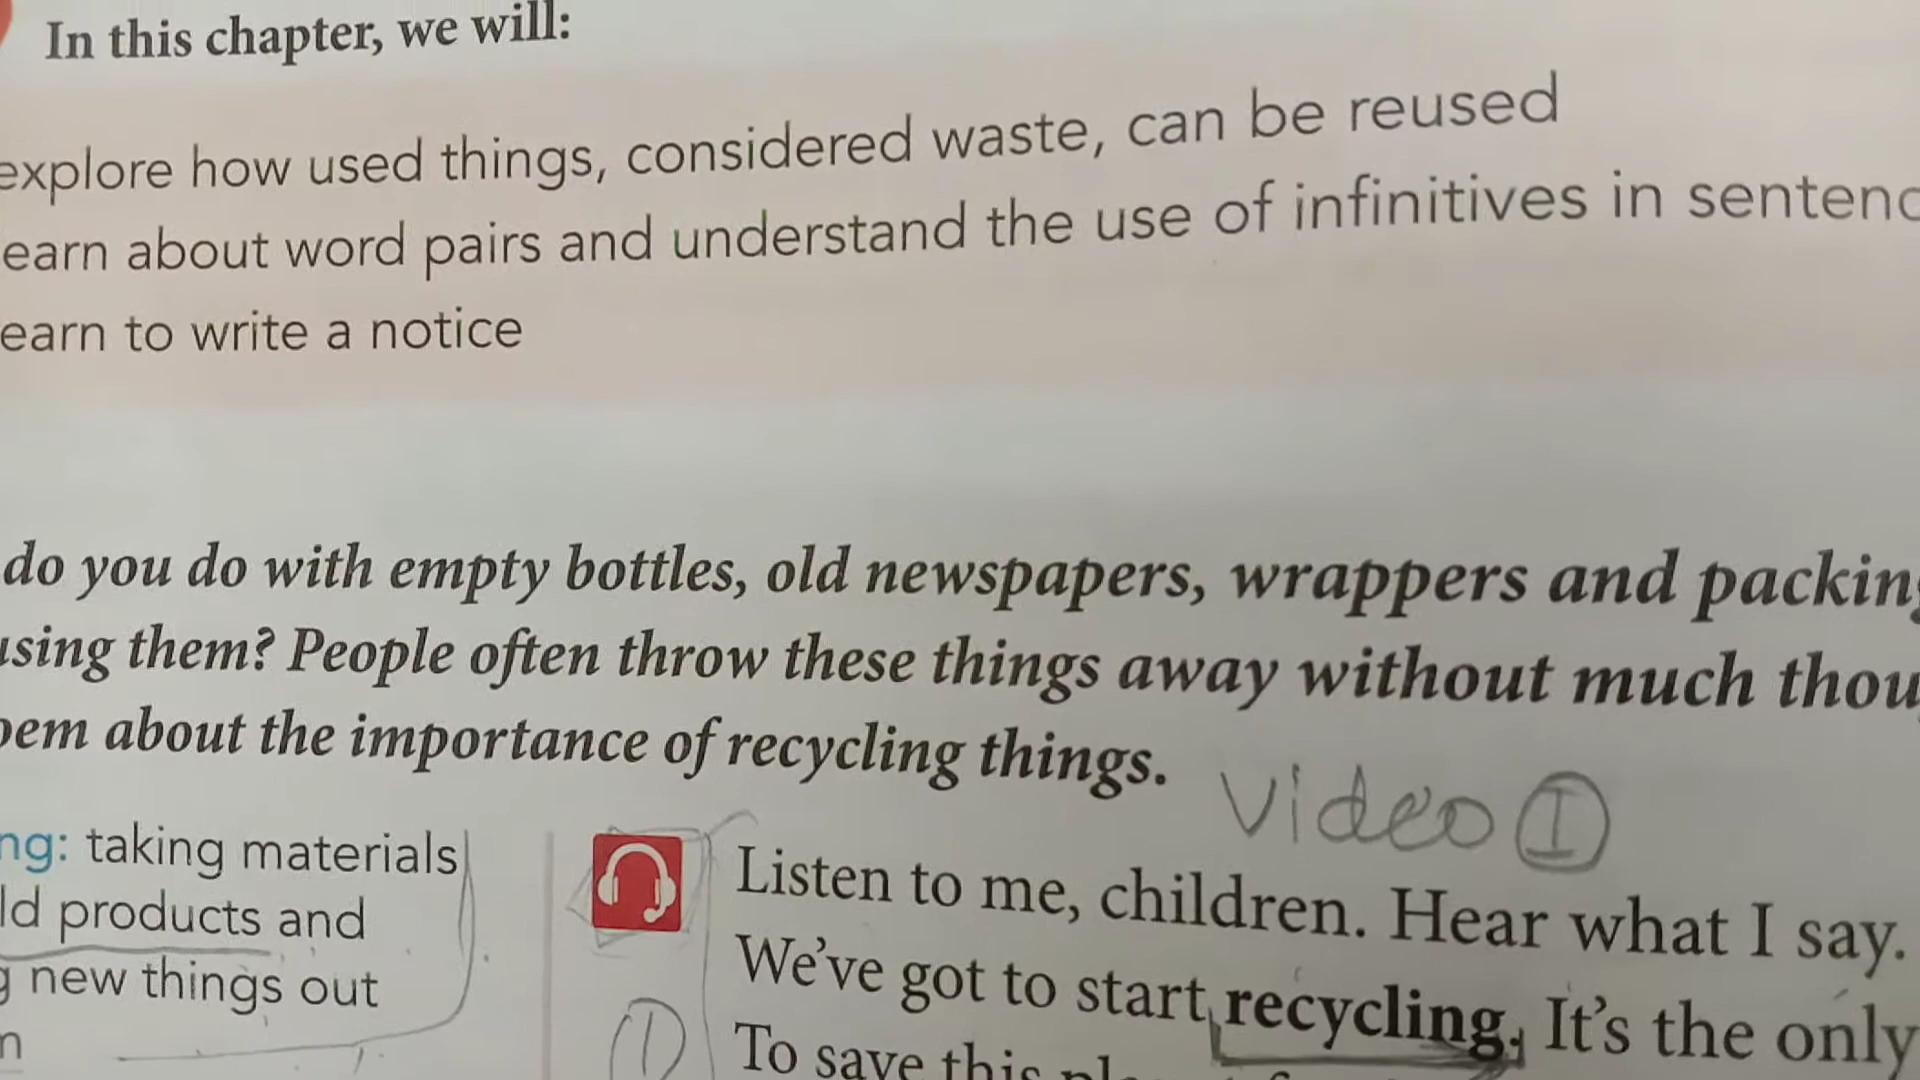 In this chapter, we will:
explore how used things, considered waste, can be reused
earn about word pairs and understand the use of infinitives in sentenc
earn to write a notice
do you do with empty bottles, old newspapers, wrappers and packing
using them? People often throw these things away without much thou
oem about the importance of recycling things.
Video 1
ng: taking materials
ld products and
g new things out
Listen to me, children. Hear what I say.
We've got to start recycling. It's the only
1
To save this